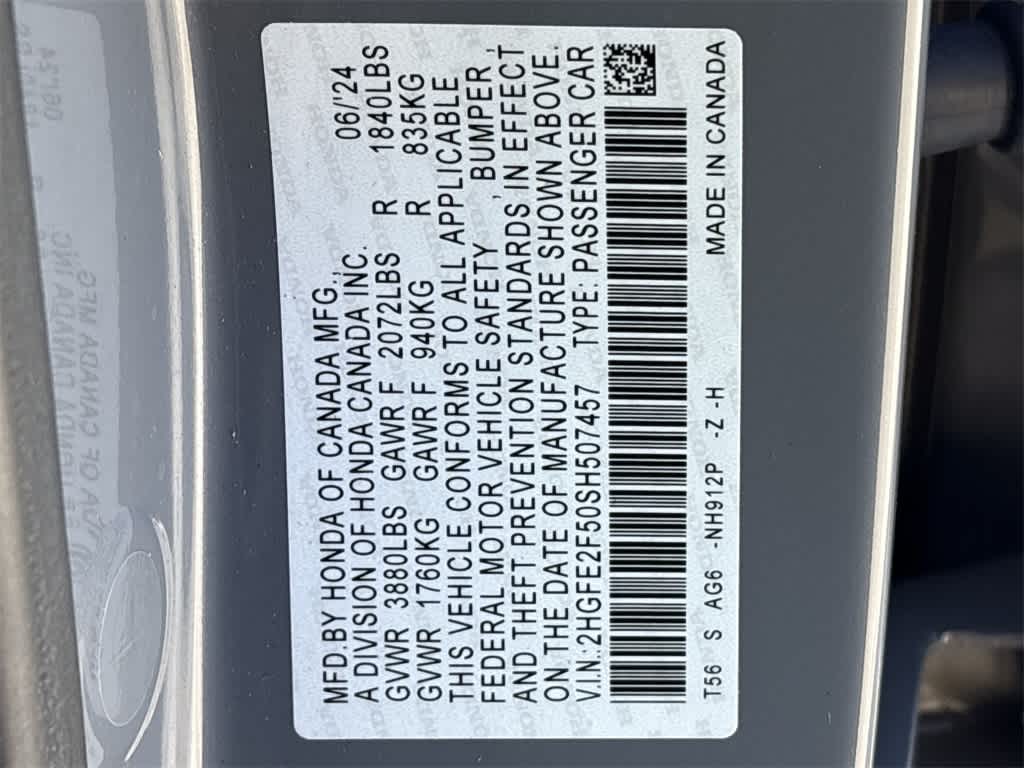 MFD.BY HONDA OF CANADA MFG., 06/'24
A DIVISION OF HONDA CANADA INC.
GVWR 3880LBS GAWR F 2072LBS R 1840LBS
GVWR 1760KG GAWR F 940KG R 835KG
THIS VEHICLE CONFORMS TO ALL APPLICABLE
FEDERAL MOTOR VEHICLE SAFETY, BUMPER,
AND THEFT PREVENTION STANDARDS IN EFFECT
ON THE DATE OF MANUFACTURE SHOWN ABOVE.
V.I.N.:2HGFE2F50SH507457 TYPE: PASSENGER CAR
T56 S AG6 -NH912P -Z -H MADE IN CANADA